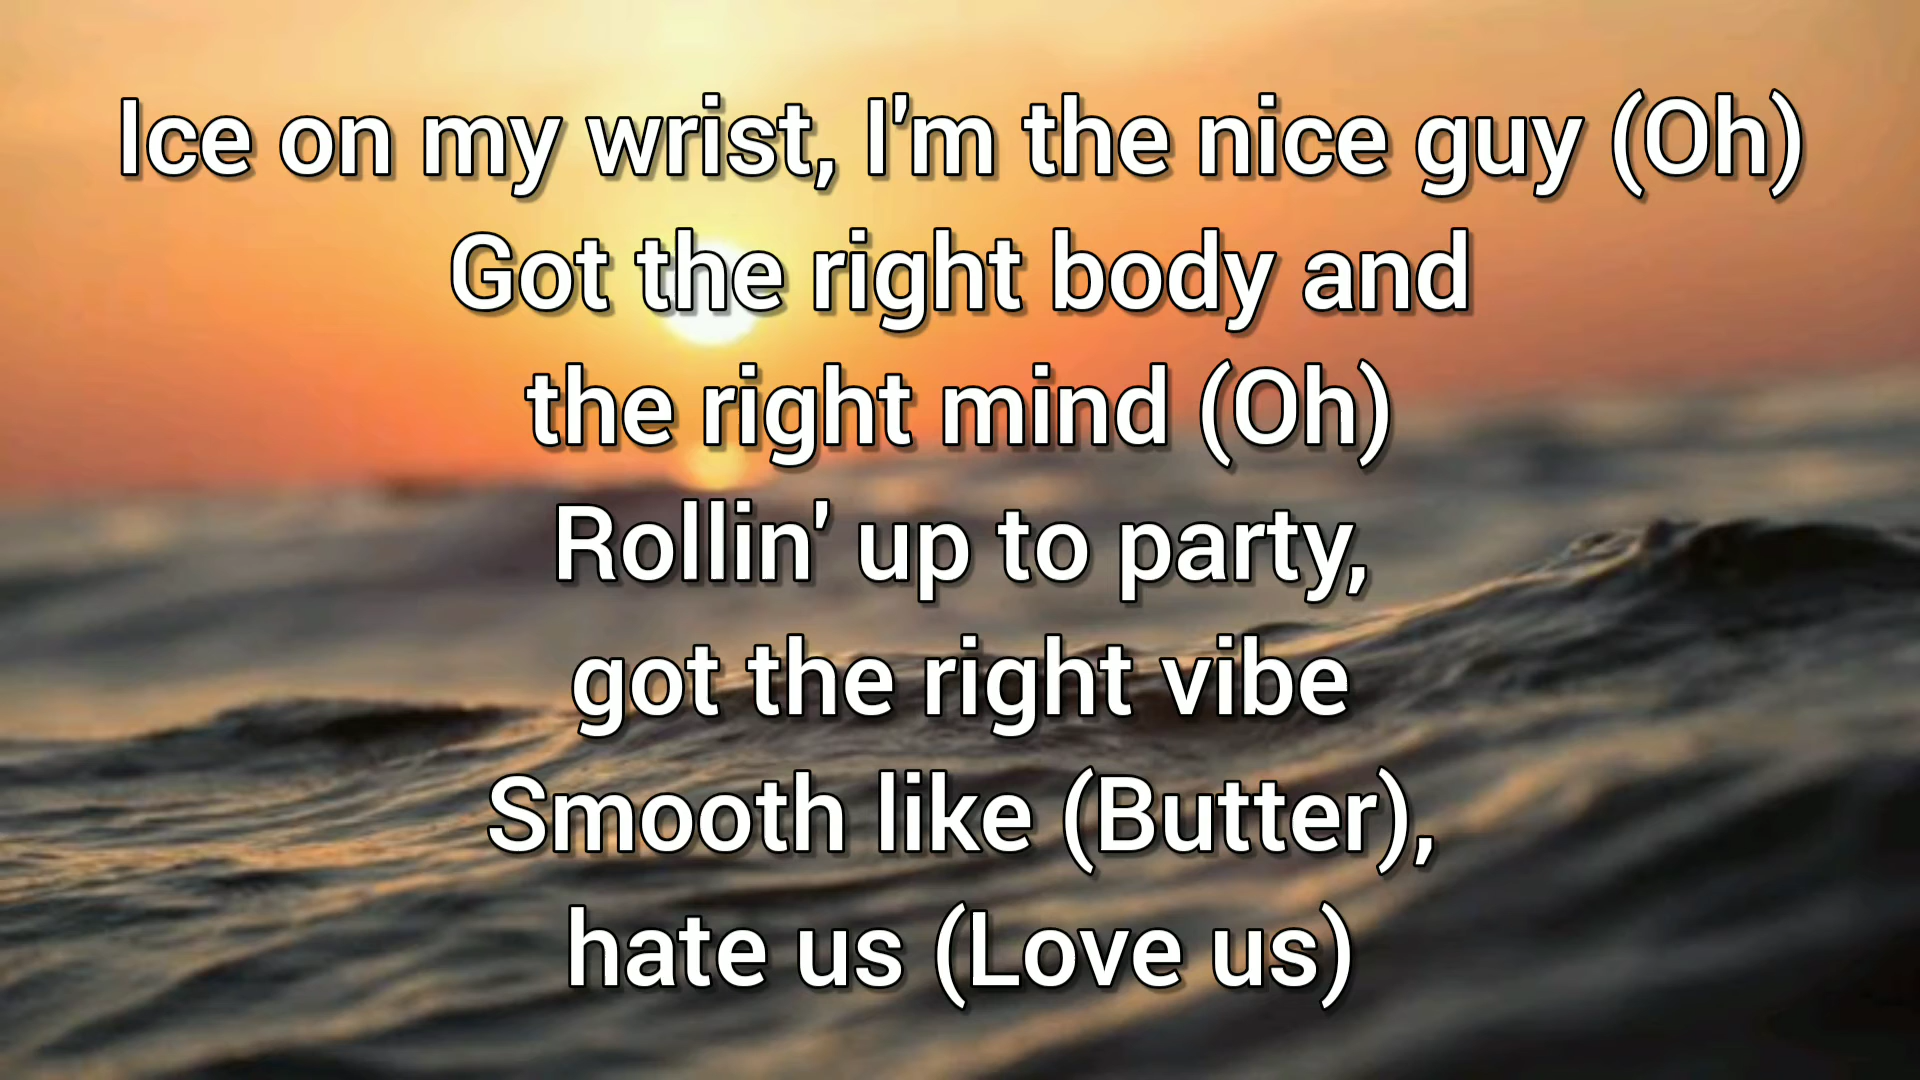 Ice on my wrist, I'm the nice guy (Oh)
Got the right body and
the right mind (Oh)
Rollin' up to party,
got the right vibe
Smooth like (Butter),
hate us (Love us)